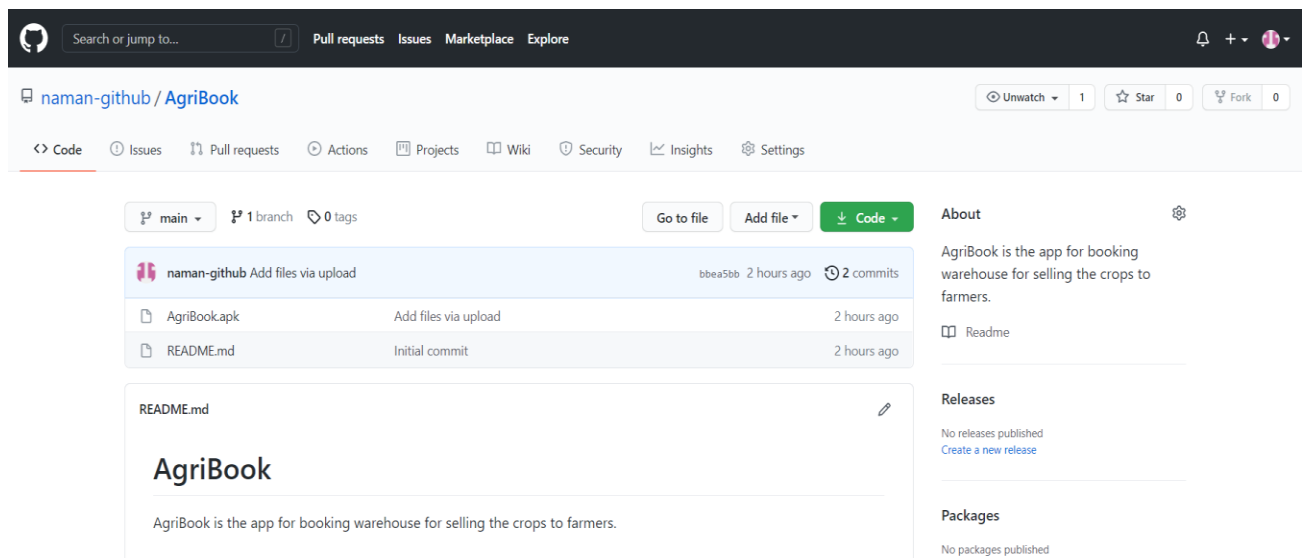 Search or jump to... / Pull requests Issues Marketplace Explore
naman-github / AgriBook Unwatch 1 Star 0 Fork 0
<> Code Issues Pull requests Actions Projects Wiki Security Insights Settings
main 1 branch 0 tags Go to file Add file Code
naman-github Add files via upload bbea5bb 2 hours ago 2 commits
AgriBook.apk Add files via upload 2 hours ago
README.md Initial commit 2 hours ago
README.md
AgriBook
AgriBook is the app for booking warehouse for selling the crops to farmers.
About
AgriBook is the app for booking
warehouse for selling the crops to
farmers.
Readme
Releases
No releases published
Create a new release
Packages
No packages published